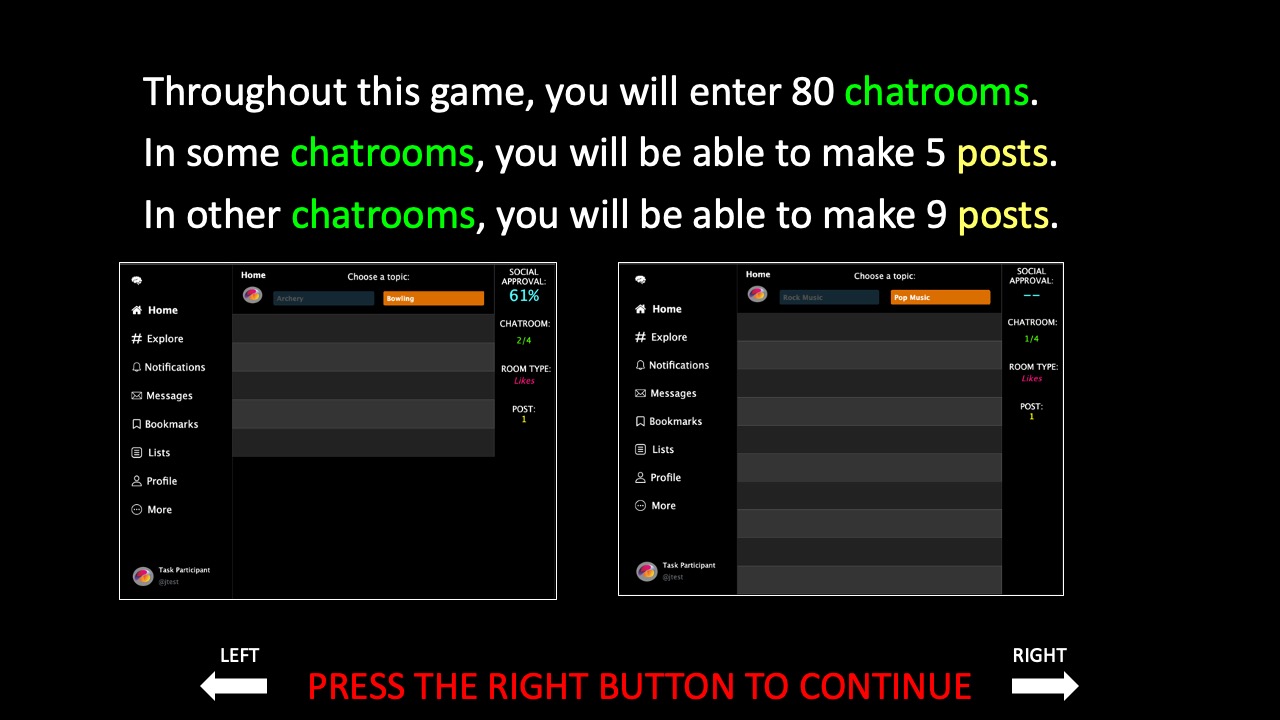 Throughout this game, you will enter 80 chatrooms.
In some chatrooms, you will be able to make 5 posts.
In other chatrooms, you will be able to make 9 posts.
Home
Choose a topic:
Archery
Bowling
Home
Explore
Notifications
Messages
Bookmarks
Lists
Profile
More
Task Participant
@jtest
SOCIAL
APPROVAL:
61%
CHATROOM:
2/4
ROOM TYPE:
Likes
POST:
1
Home
Choose a topic:
Rock Music
Pop Music
Home
Explore
Notifications
Messages
Bookmarks
Lists
Profile
More
Task Participant
@jtest
SOCIAL
APPROVAL:
--
CHATROOM:
1/4
ROOM TYPE:
Likes
POST:
1
LEFT
PRESS THE RIGHT BUTTON TO CONTINUE
RIGHT